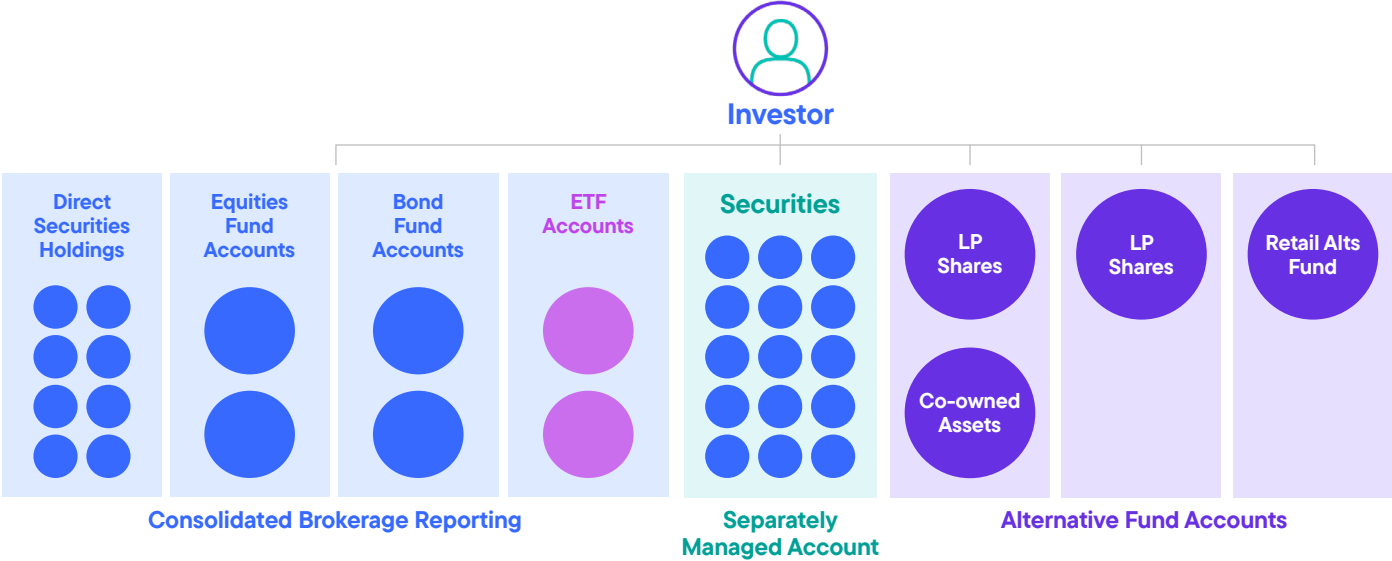 Investor
Direct
Securities
Holdings
Equities
Fund
Accounts
Bond
Fund
Accounts
ETF
Accounts
Securities
LP
Shares
Co-owned
Assets
LP
Shares
Retail Alts
Fund
Consolidated Brokerage Reporting
Separately
Managed Account
Alternative Fund Accounts